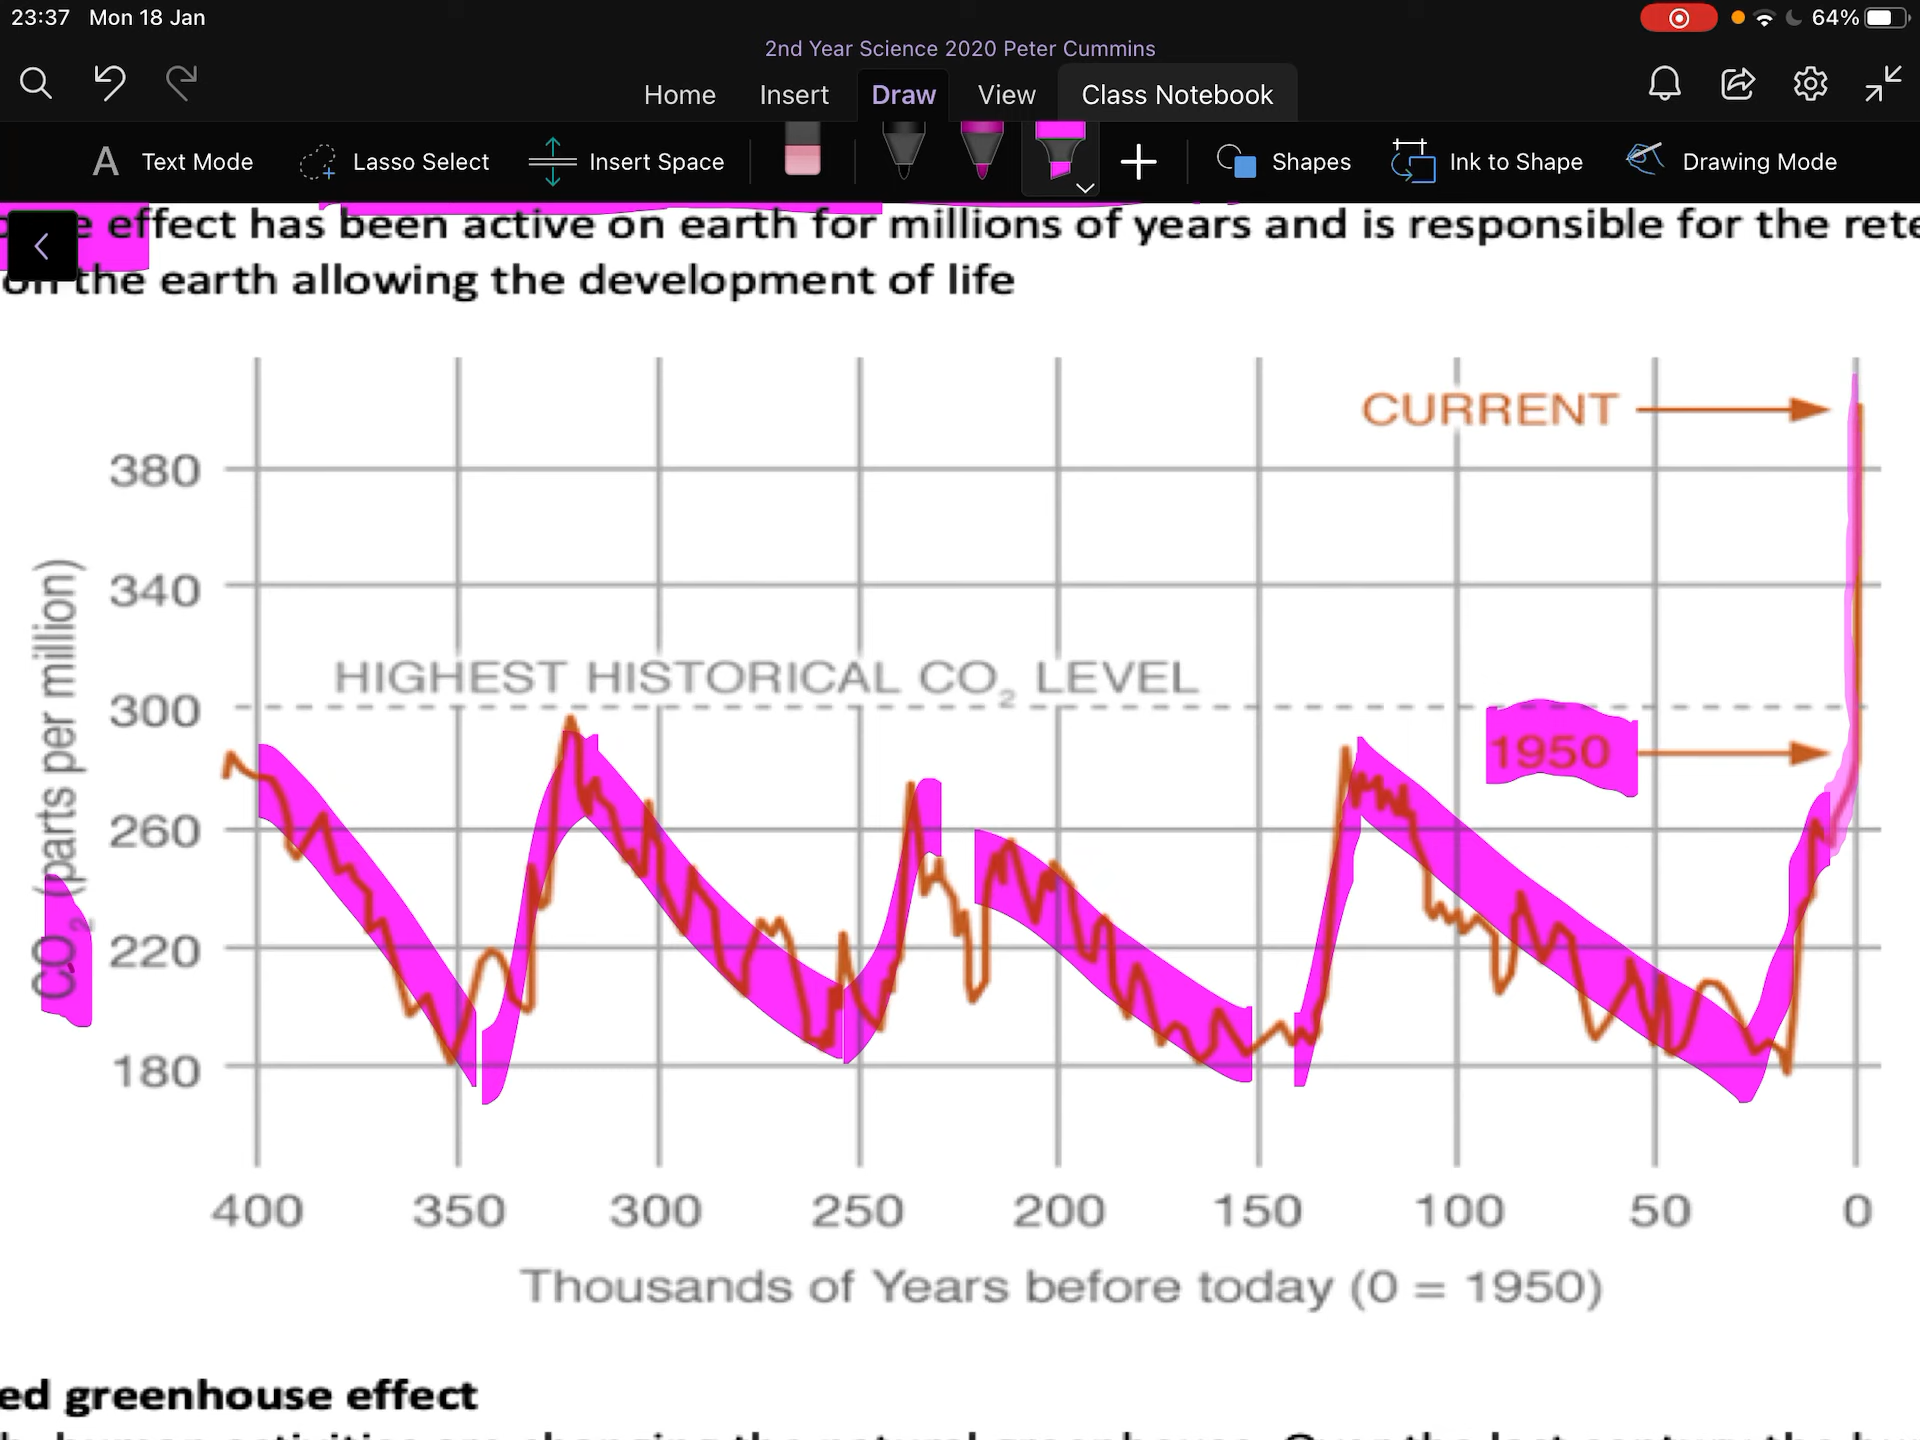 23:37 Mon 18 Jan
64%
2nd Year Science 2020 Peter Cummins
Home Insert Draw View Class Notebook
A Text Mode Lasso Select Insert Space Shapes Ink to Shape Drawing Mode
effect has been active on earth for millions of years and is responsible for the
on the earth allowing the development of life
CURRENT
380
340
HIGHEST HISTORICAL CO₂ LEVEL
300
1950
260
220
180
CO₂ (parts per million)
400 350 300 250 200 150 100 50 0
Thousands of Years before today (0 = 1950)
ed greenhouse effect